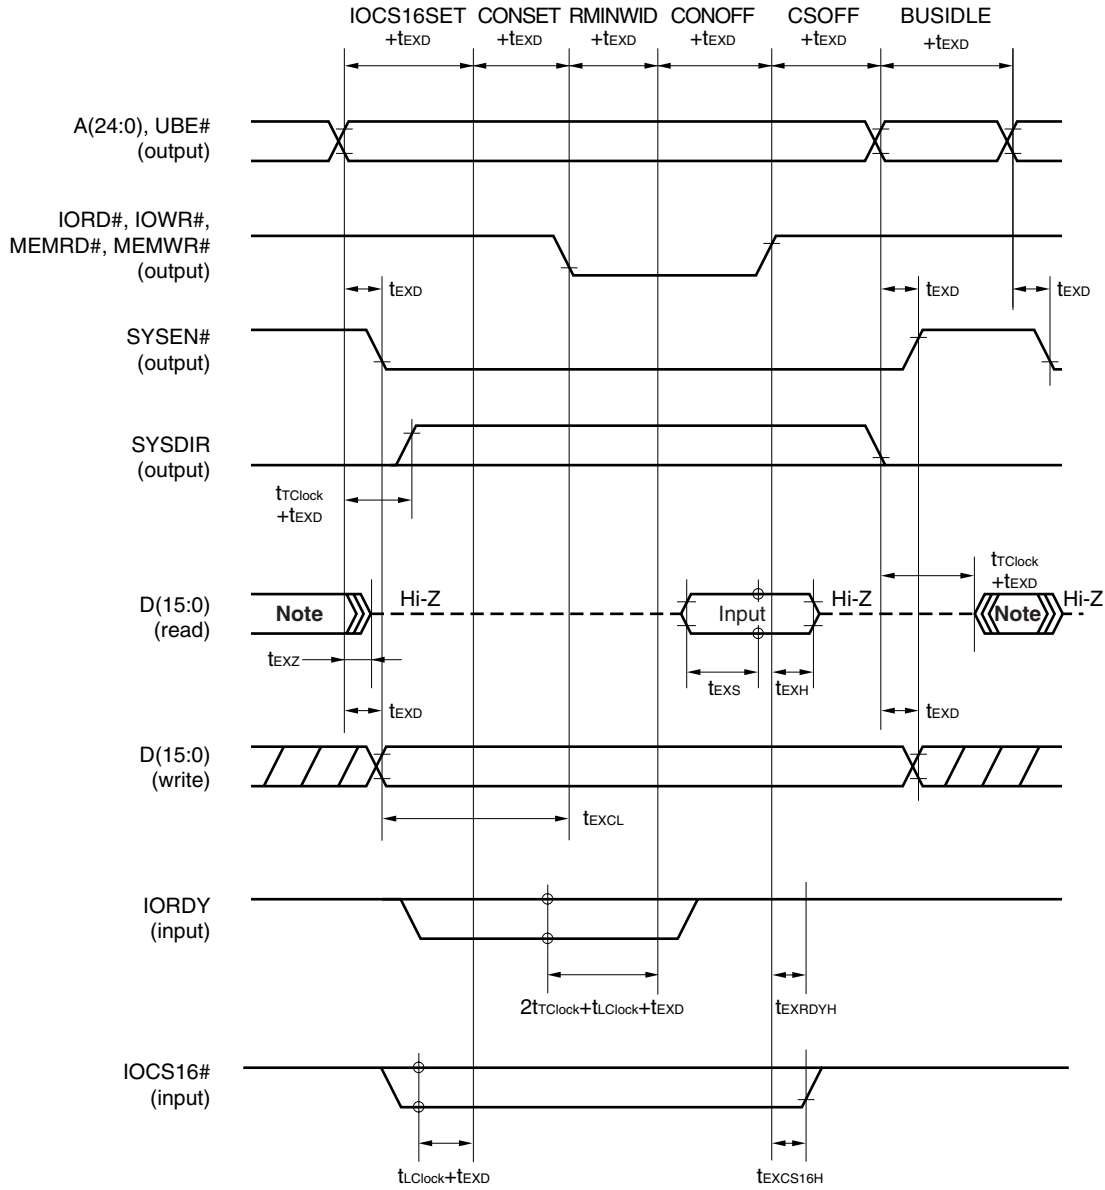 IOCS16SET CONSET RMINWID CONOFF CSOFF BUSIDLE
+tEXD +tEXD +tEXD +tEXD +tEXD +tEXD
A(24:0), UBE#
(output)
IORD#, IOWR#,
MEMRD#, MEMWR#
(output)
tEXD tEXD tEXD
SYSEN#
(output)
SYSDIR
(output)
tTClock
+tEXD
tTClock
+tEXD
D(15:0)
(read)
Note Hi-Z Input Hi-Z Note Hi-Z
tEXZ tEXS tEXH
tEXD tEXD
D(15:0)
(write)
tEXCL
IORDY
(input)
2tTClock+tLClock+tEXD tEXRDYH
IOCS16#
(input)
tLClock+tEXD tEXCS16H